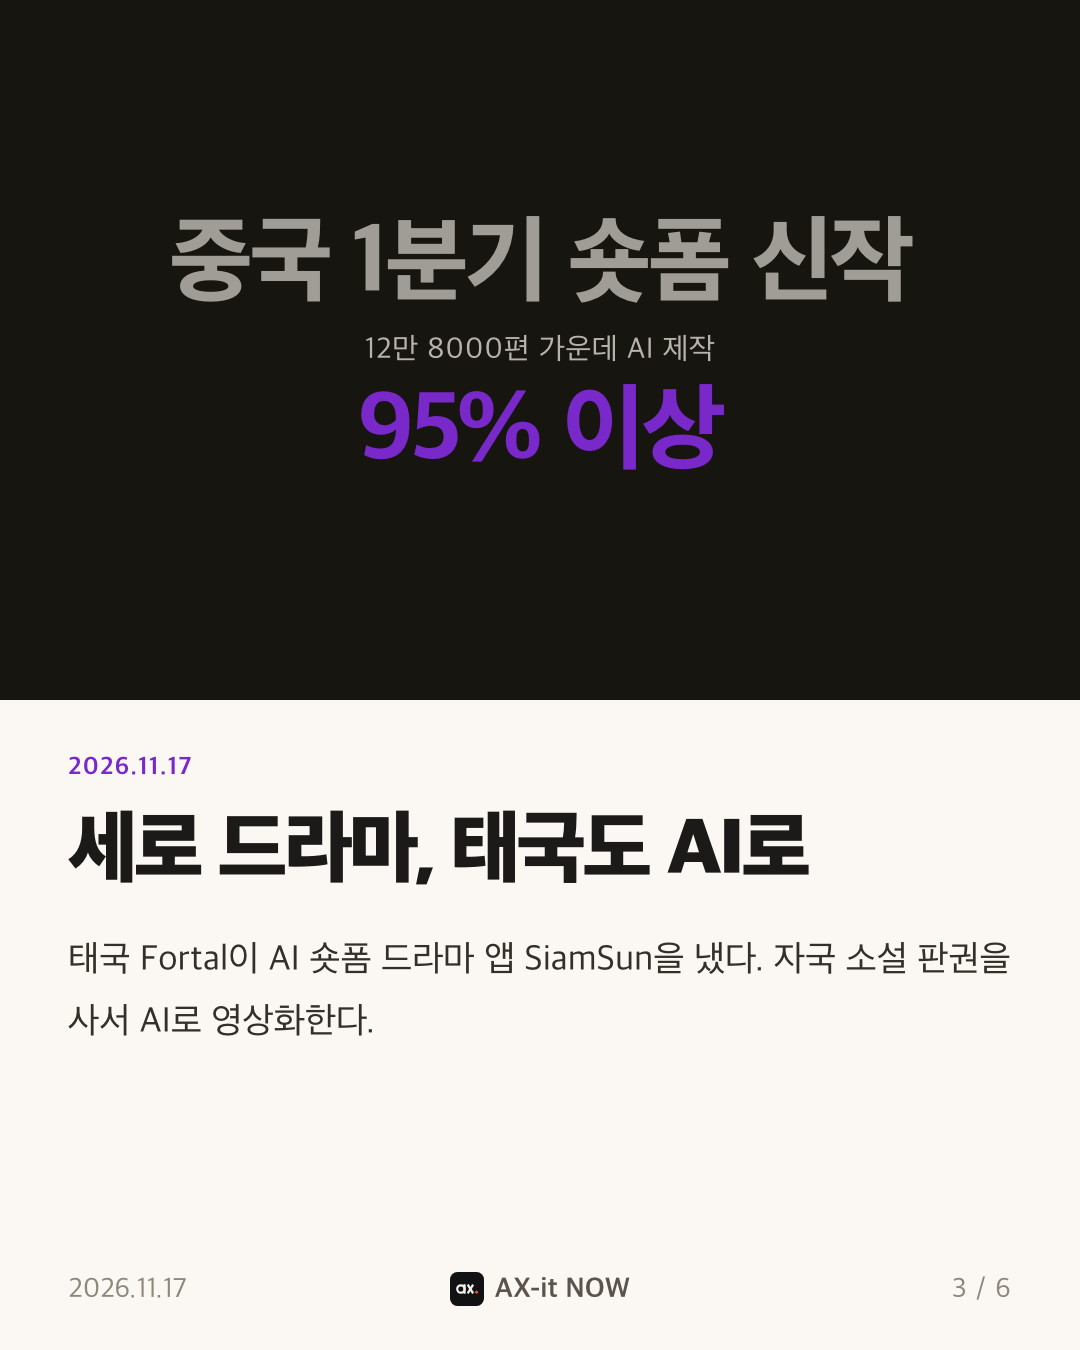 중국 1분기 숏폼 신작
12만 8000편 가운데 AI 제작
95% 이상
2026.11.17
세로 드라마, 태국도 AI로
태국 Fortal이 AI 숏폼 드라마 앱 SiamSun을 냈다. 자국 소설 판권을
사서 AI로 영상화한다.
2026.11.17
ax. AX-it NOW
3 / 6